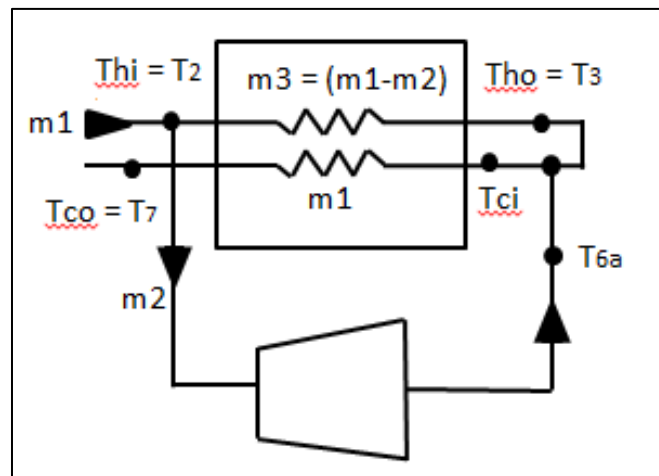 Thi = T2
m3 = (m1-m2)
Tho = T3
m1
m1
Tco = T7
Tci
T6a
m2